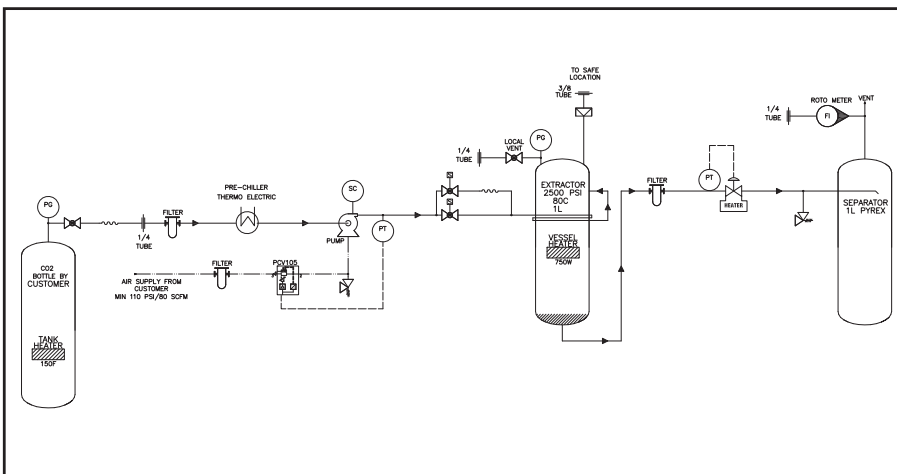 PG
CO2
BOTTLE BY
CUSTOMER
TANK
HEATER
150F
1/4
TUBE
FILTER
PRE-CHILLER
THERMO ELECTRIC
SC
PUMP
PT
FILTER
PCV105
AIR SUPPLY FROM
CUSTOMER
MIN 110 PSI/80 SCFM
1/4
TUBE
LOCAL
VENT
PG
TO SAFE
LOCATION
3/8
TUBE
EXTRACTOR
2500 PSI
80C
1L
VESSEL
HEATER
750W
FILTER
PT
HEATER
1/4
TUBE
ROTO METER
FI
VENT
SEPARATOR
1L PYREX